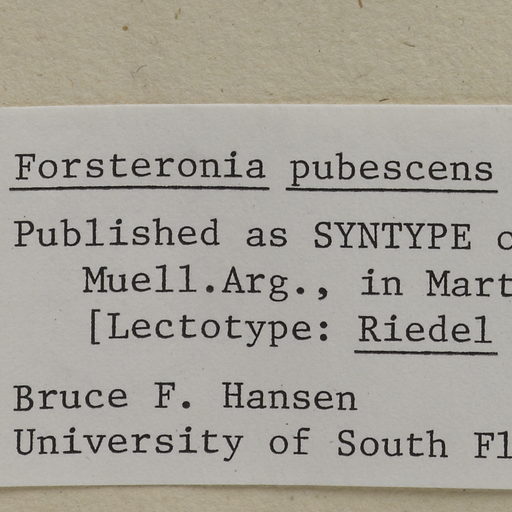 Forsteronia pubescens
Published as SYNTYPE
Muell.Arg., in Mart
[Lectotype: Riedel
Bruce F. Hansen
University of South Fl